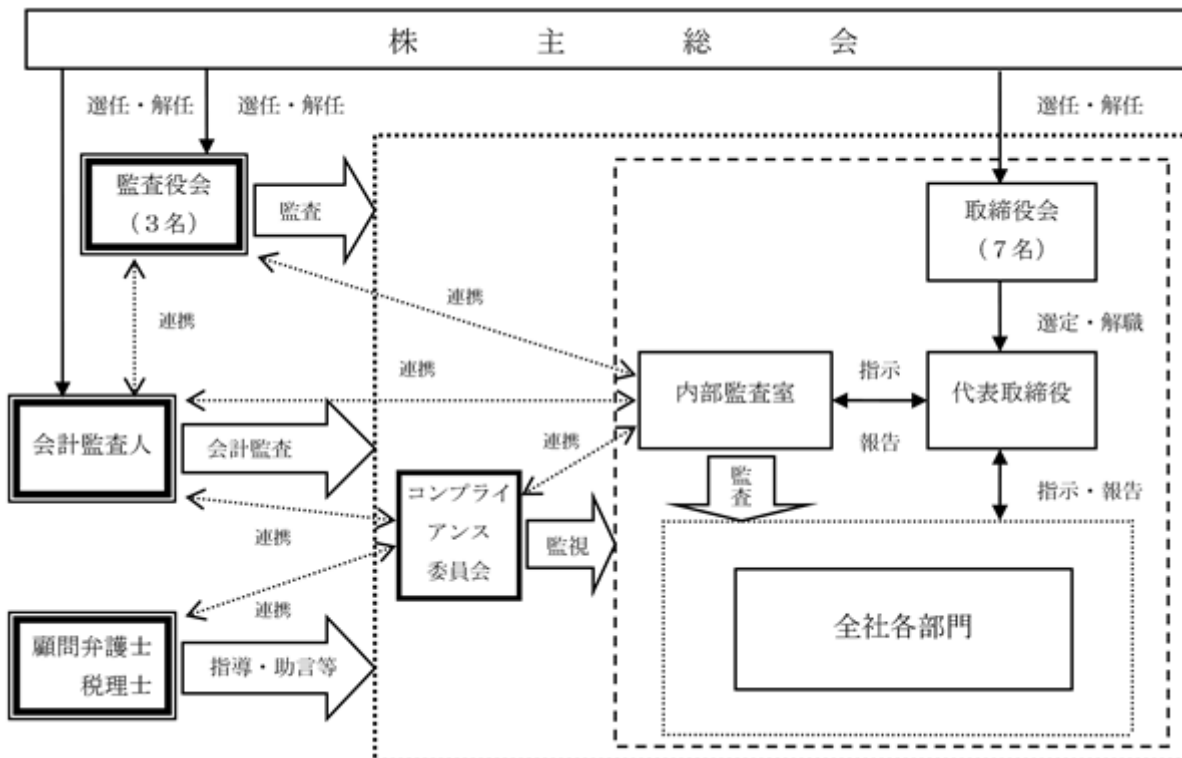 株主総会
選任・解任
選任・解任
選任・解任
監査役会
(3名)
監査
取締役会
(7名)
連携
連携
選定・解職
連携
内部監査室
指示
報告
代表取締役
会計監査人
会計監査
連携
コンプライ
アンス
委員会
監視
監
査
指示・報告
連携
連携
全社各部門
顧問弁護士
税理士
指導・助言等